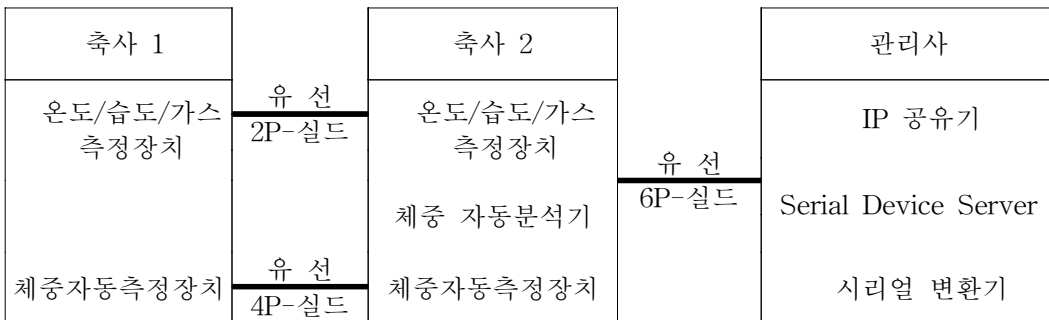 축사 1
축사 2
관리사
온도/습도/가스
측정장치
유 선
2P-실드
온도/습도/가스
측정장치
체중 자동분석기
유 선
6P-실드
IP 공유기
Serial Device Server
체중자동측정장치
유 선
4P-실드
체중자동측정장치
시리얼 변환기